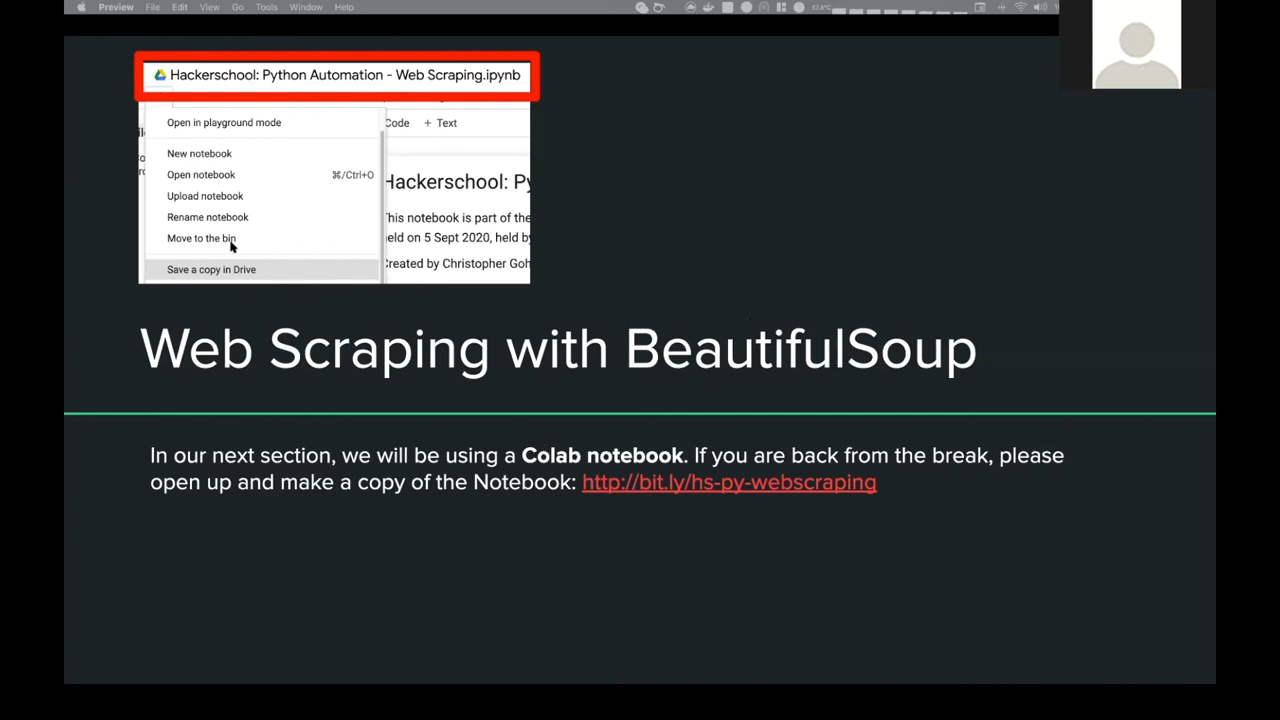 Preview File Edit View Go Tools Window Help
Hackerschool: Python Automation - Web Scraping.ipynb
Open in playground mode
Code + Text
New notebook
Open notebook ⌘/Ctrl+O
Hackerschool: Py
Upload notebook
Rename notebook
This notebook is part of the
Move to the bin
held on 5 Sept 2020, held by
Save a copy in Drive
Created by Christopher Goh
Web Scraping with BeautifulSoup
In our next section, we will be using a Colab notebook. If you are back from the break, please
open up and make a copy of the Notebook: http://bit.ly/hs-py-webscraping